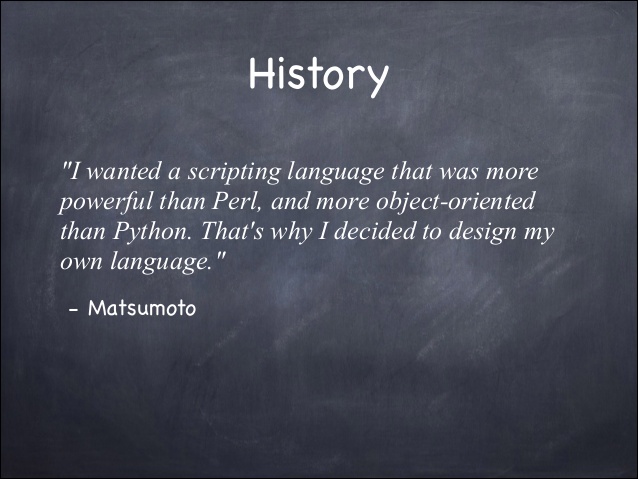 History
"I wanted a scripting language that was more
powerful than Perl, and more object-oriented
than Python. That's why I decided to design my
own language."
- Matsumoto